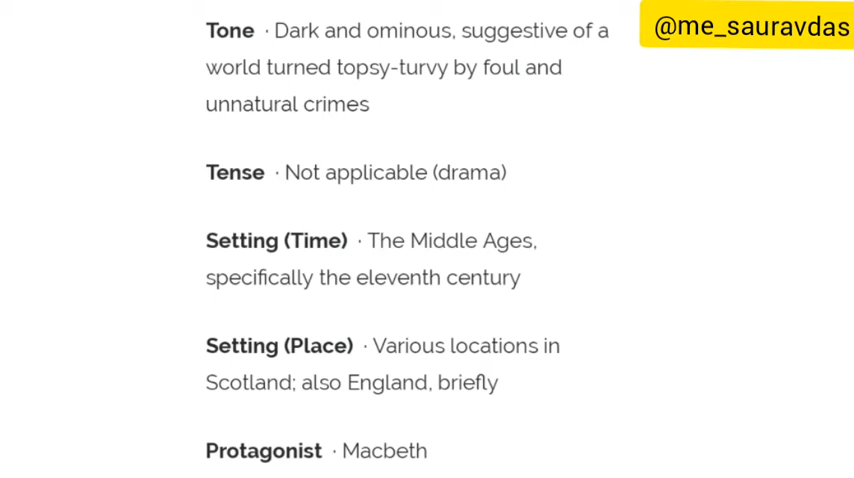 @me_sauravdas
Tone · Dark and ominous, suggestive of a
world turned topsy-turvy by foul and
unnatural crimes
Tense · Not applicable (drama)
Setting (Time) · The Middle Ages,
specifically the eleventh century
Setting (Place) · Various locations in
Scotland; also England, briefly
Protagonist · Macbeth